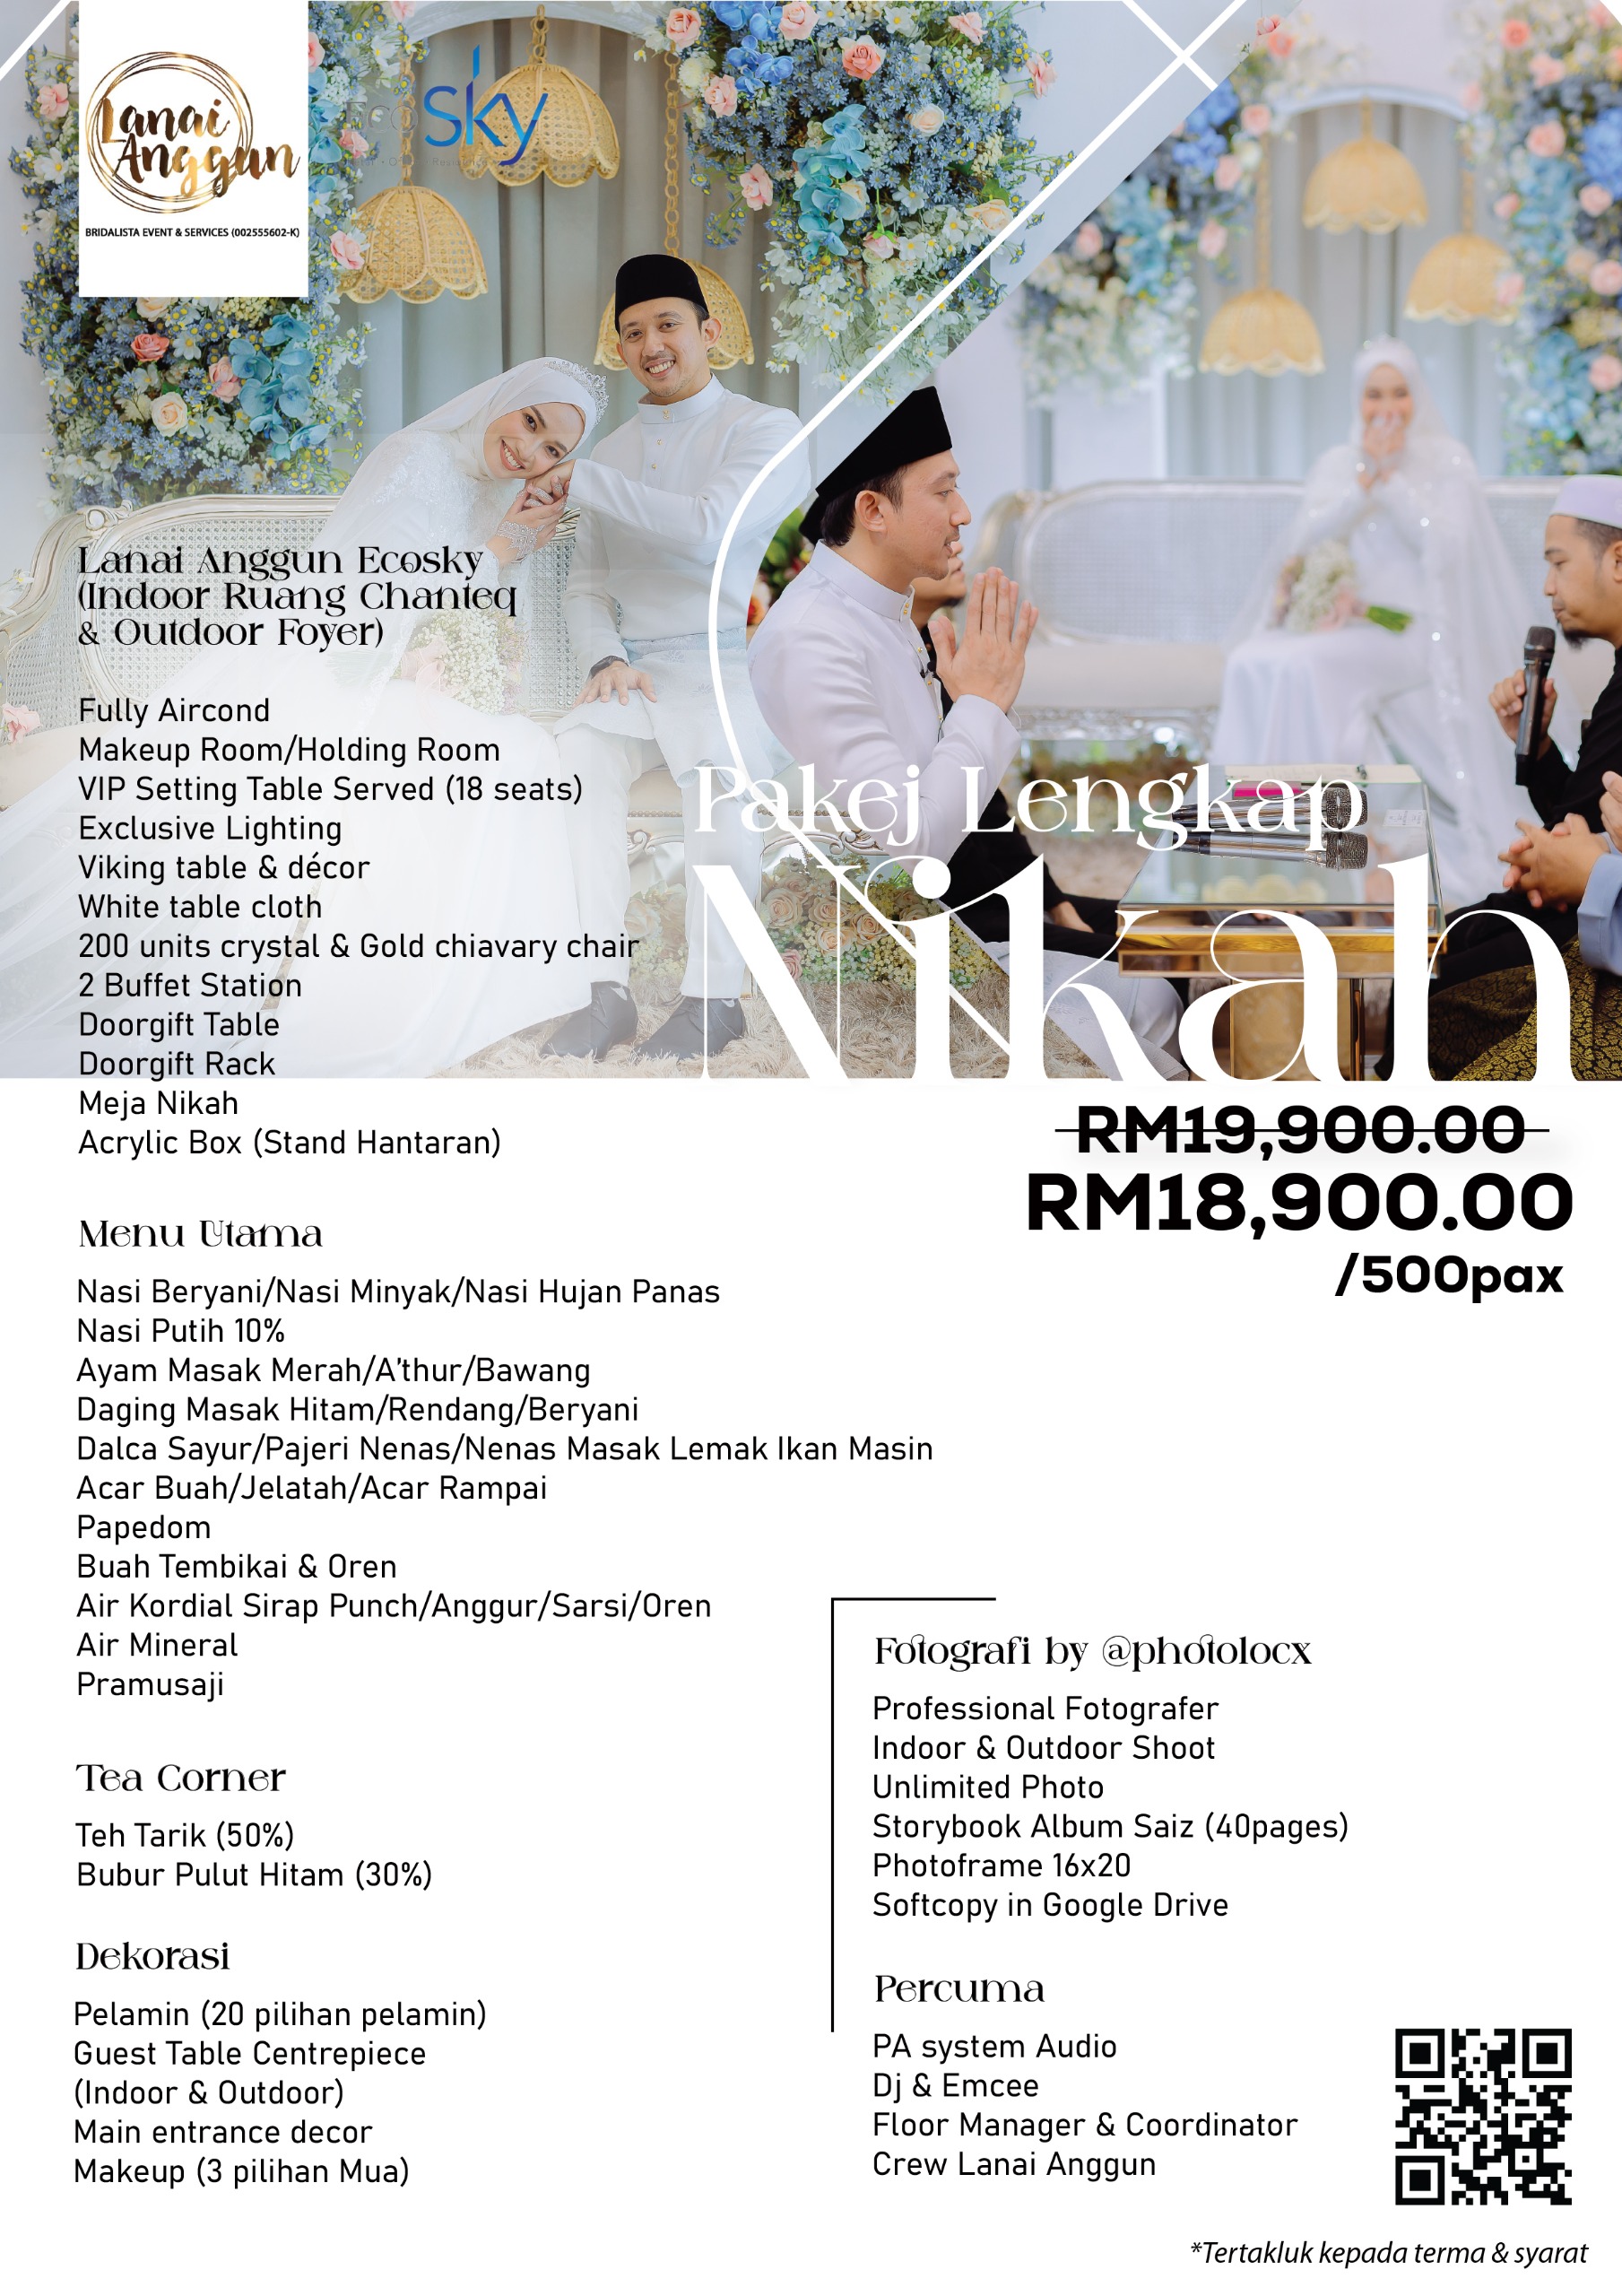 Lanai
Anggun
BRIDALISTA EVENT & SERVICES (002555602-K)
EcoSky
Lanai Anggun Ecosky
(Indoor Ruang Chanteq
& Outdoor Foyer)
Fully Aircond
Makeup Room/Holding Room
VIP Setting Table Served (18 seats)
Exclusive Lighting
Viking table & décor
White table cloth
200 units crystal & Gold chiavary chair
2 Buffet Station
Doorgift Table
Doorgift Rack
Meja Nikah
Acrylic Box (Stand Hantaran)
Pakej Lengkap
Nikah
RM19,900.00
RM18,900.00
/500pax
Menu Utama
Nasi Beryani/Nasi Minyak/Nasi Hujan Panas
Nasi Putih 10%
Ayam Masak Merah/A'thur/Bawang
Daging Masak Hitam/Rendang/Beryani
Dalca Sayur/Pajeri Nenas/Nenas Masak Lemak Ikan Masin
Acar Buah/Jelatah/Acar Rampai
Papedom
Buah Tembikai & Oren
Air Kordial Sirap Punch/Anggur/Sarsi/Oren
Air Mineral
Pramusaji
Tea Corner
Teh Tarik (50%)
Bubur Pulut Hitam (30%)
Dekorasi
Pelamin (20 pilihan pelamin)
Guest Table Centrepiece
(Indoor & Outdoor)
Main entrance decor
Makeup (3 pilihan Mua)
Fotografi by @photolocx
Professional Fotografer
Indoor & Outdoor Shoot
Unlimited Photo
Storybook Album Saiz (40pages)
Photoframe 16x20
Softcopy in Google Drive
Percuma
PA system Audio
Dj & Emcee
Floor Manager & Coordinator
Crew Lanai Anggun
*Tertakluk kepada terma & syarat